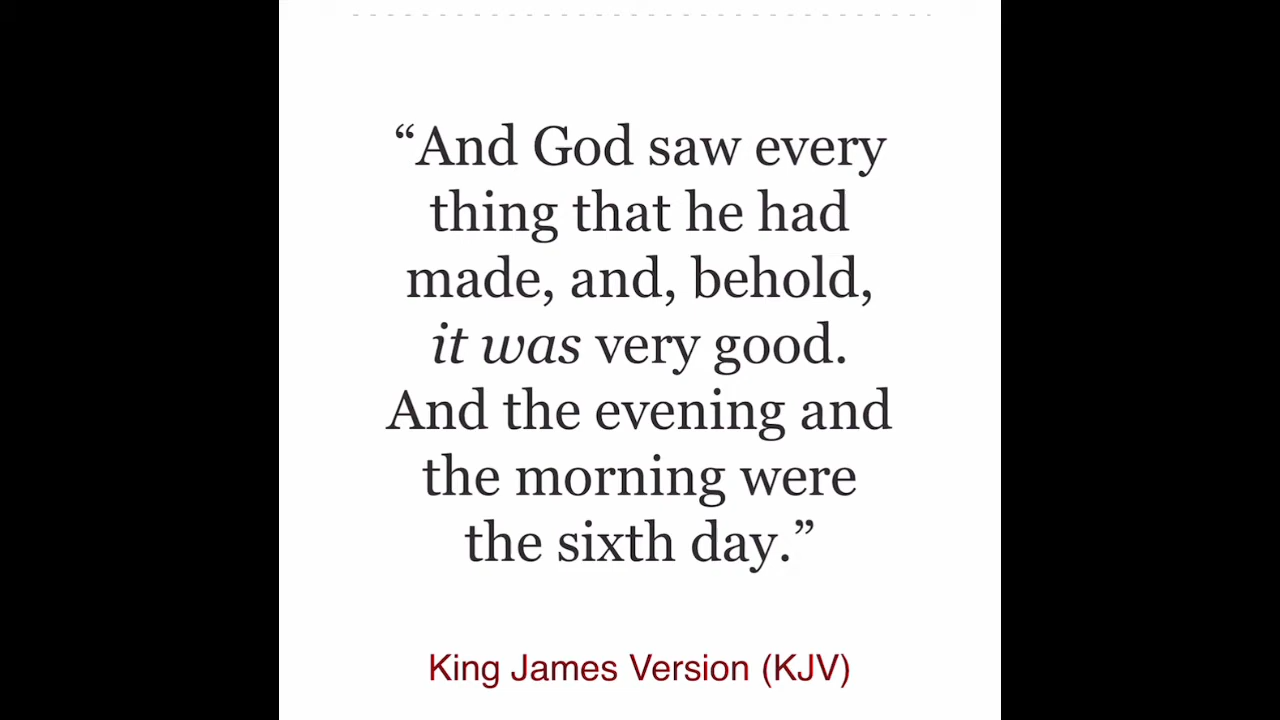 “And God saw every
thing that he had
made, and, behold,
it was very good.
And the evening and
the morning were
the sixth day.”
King James Version (KJV)